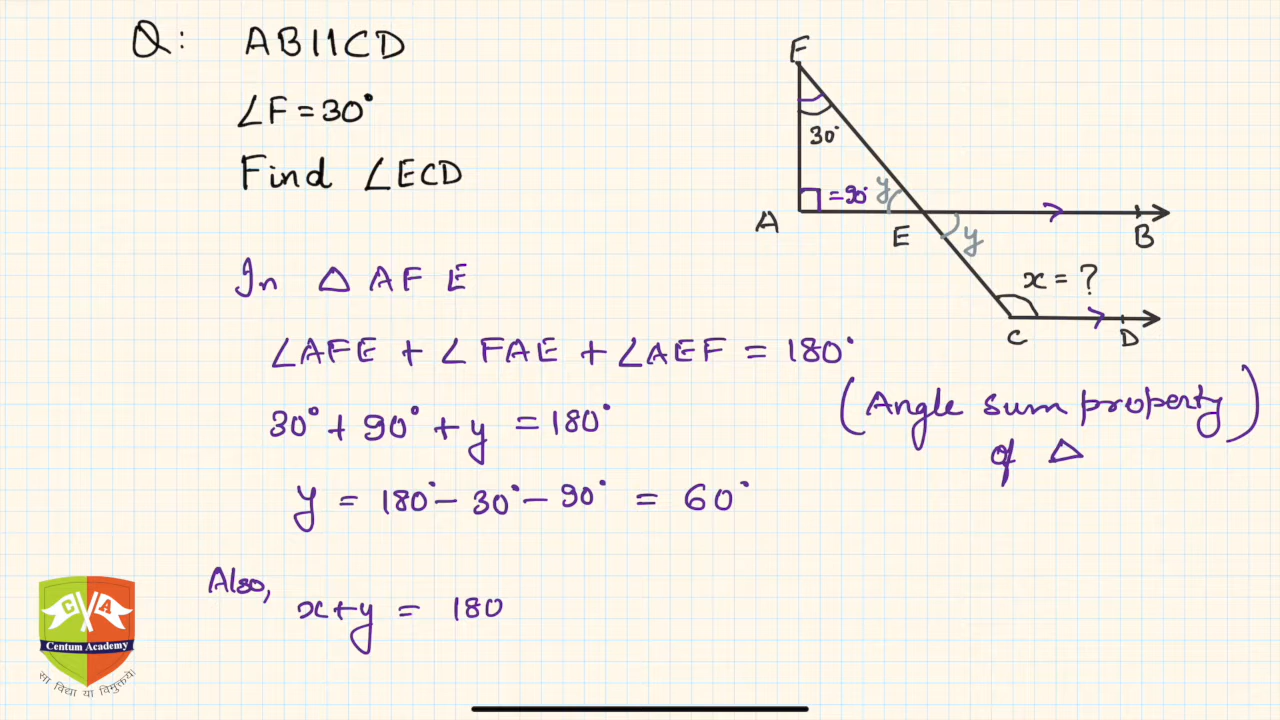 Q: AB||CD
∠F = 30°
Find ∠ECD
F
30°
= 90°
y
A
E
y
B
x = ?
C
D
In △ AFE
∠AFE + ∠FAE + ∠AEF = 180°
(Angle sum property of △)
30° + 90° + y = 180°
y = 180° - 30° - 90° = 60°
Also,
x + y = 180
C A
Centum Academy
सा विद्या या विमुक्तये।